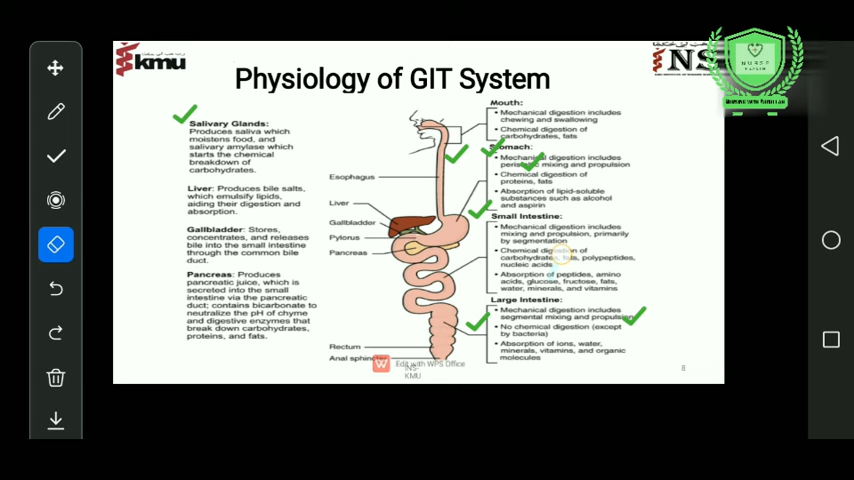 kmu
INS
NURSE
NURSING WITH ABDULLAH
Physiology of GIT System
Salivary Glands:
Produces saliva which
moistens food, and
salivary amylase which
starts the chemical
breakdown of
carbohydrates.
Liver: Produces bile salts,
which emulsify lipids,
aiding their digestion and
absorption.
Gallbladder: Stores,
concentrates, and releases
bile into the small intestine
through the common bile
duct.
Pancreas: Produces
pancreatic juice, which is
secreted into the small
intestine via the pancreatic
duct; contains bicarbonate to
neutralize the pH of chyme
and digestive enzymes that
break down carbohydrates,
proteins, and fats.
Esophagus
Liver
Gallbladder
Pylorus
Pancreas
Rectum
Anal sphincter
Mouth:
• Mechanical digestion includes
chewing and swallowing
• Chemical digestion of
carbohydrates, fats
Stomach:
• Mechanical digestion includes
peristaltic mixing and propulsion
• Chemical digestion of
proteins, fats
• Absorption of lipid-soluble
substances such as alcohol
and aspirin
Small Intestine:
• Mechanical digestion includes
mixing and propulsion, primarily
by segmentation
• Chemical digestion of
carbohydrates, fats, polypeptides,
nucleic acids
• Absorption of peptides, amino
acids, glucose, fructose, fats,
water, minerals, and vitamins
Large Intestine:
• Mechanical digestion includes
segmental mixing and propulsion
• No chemical digestion (except
by bacteria)
• Absorption of ions, water,
minerals, vitamins, and organic
molecules
W Edit with WPS Office
INS-
KMU
8